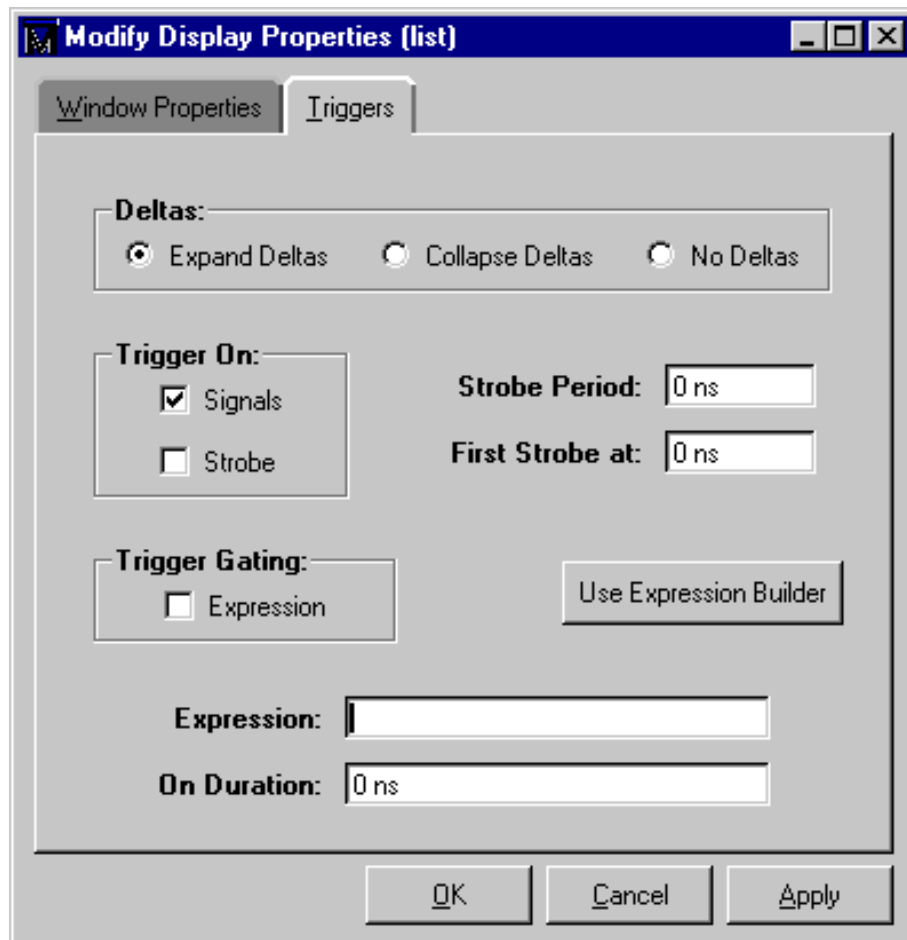 Modify Display Properties (list)
Window Properties Triggers
Deltas:
Expand Deltas Collapse Deltas No Deltas
Trigger On:
Signals
Strobe
Strobe Period: 0 ns
First Strobe at: 0 ns
Trigger Gating:
Expression
Use Expression Builder
Expression:
On Duration: 0 ns
OK Cancel Apply